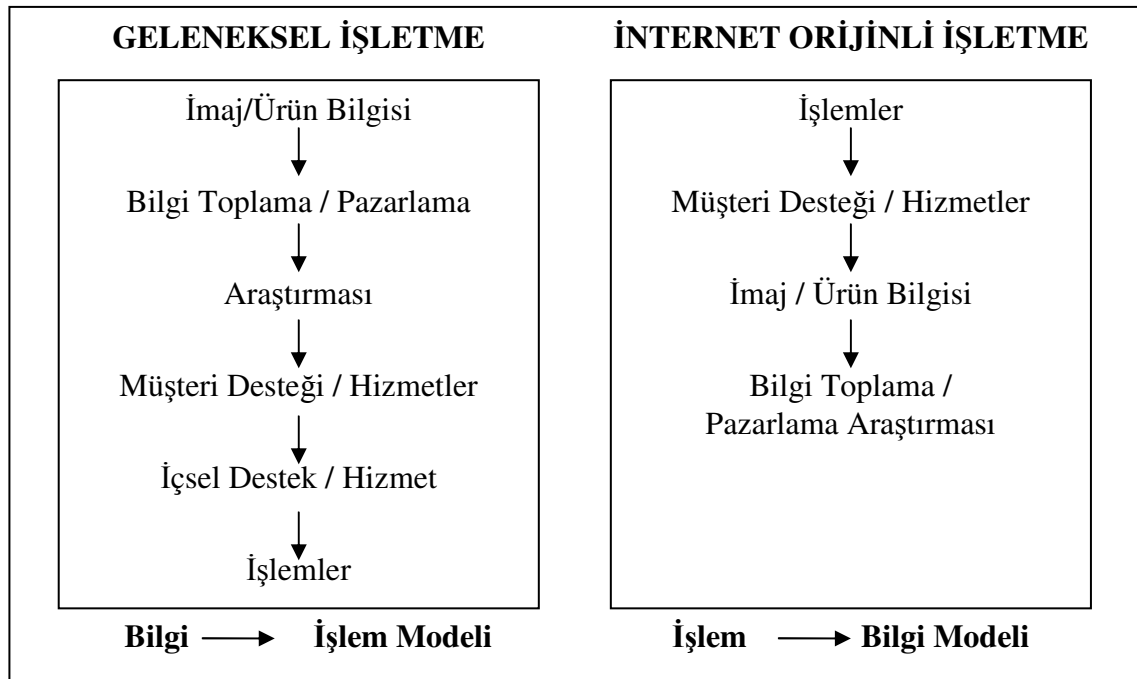 GELENEKSEL İŞLETME
İmaj/Ürün Bilgisi
Bilgi Toplama / Pazarlama
Araştırması
Müşteri Desteği / Hizmetler
İçsel Destek / Hizmet
İşlemler
Bilgi İşlem Modeli
İNTERNET ORİJİNLİ İŞLETME
İşlemler
Müşteri Desteği / Hizmetler
İmaj / Ürün Bilgisi
Bilgi Toplama /
Pazarlama Araştırması
İşlem Bilgi Modeli